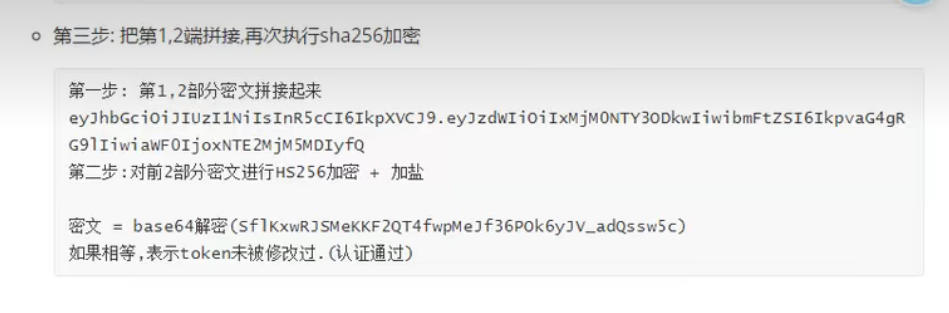 第三步: 把第1,2端拼接,再次执行sha256加密
第一步: 第1,2部分密文拼接起来
eyJhbGciOiJIUzI1NiIsInR5cCI6IkpXVCJ9.eyJzdWIiOiIxMjM0NTY3ODkwIiwibmFtZSI6IkpvaG4gR
G9lIiwiaWF0IjoxNTE2MjM5MDIyfQ
第二步:对前2部分密文进行HS256加密 + 加盐
密文 = base64解密(SflKxwRJSMeKKF2QT4fwpMeJf36POk6yJV_adQssw5c)
如果相等,表示token未被修改过.(认证通过)